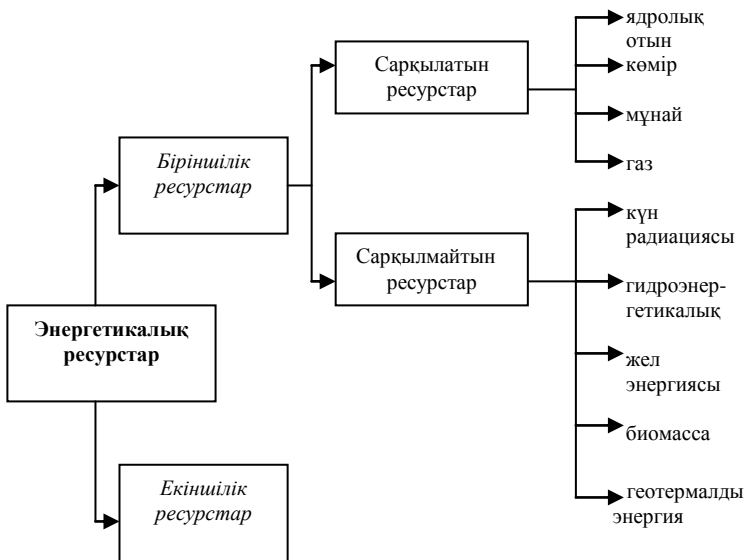 Энергетикалық
ресурстар
Біріншілік
ресурстар
Екіншілік
ресурстар
Сарқылатын
ресурстар
ядролық
отын
көмір
мұнай
газ
Сарқылмайтын
ресурстар
күн
радиациясы
гидроэнер-
гетикалық
жел
энергиясы
биомасса
геотермалды
энергия